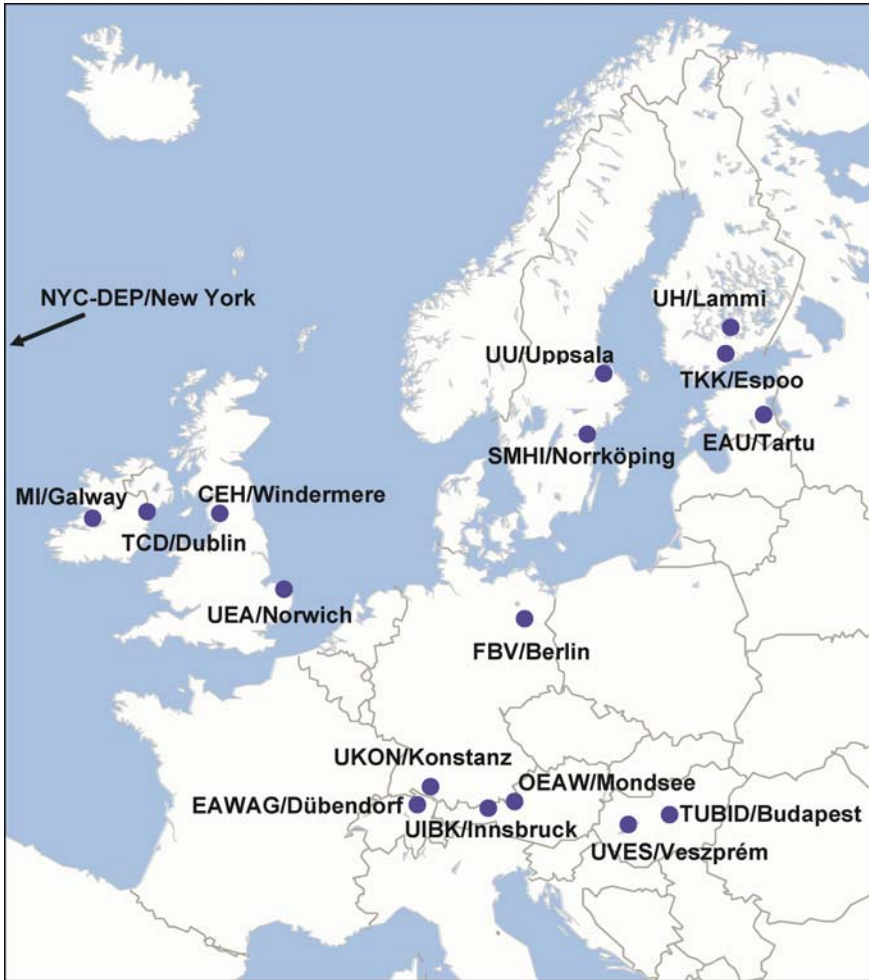 NYC-DEP/New York
UH/Lammi
UU/Uppsala
TKK/Espoo
EAU/Tartu
SMHI/Norrköping
MI/Galway
CEH/Windermere
TCD/Dublin
UEA/Norwich
FBV/Berlin
UKON/Konstanz
OEAW/Mondsee
EAWAG/Dübendorf
TUBID/Budapest
UIBK/Innsbruck
UVES/Veszprém